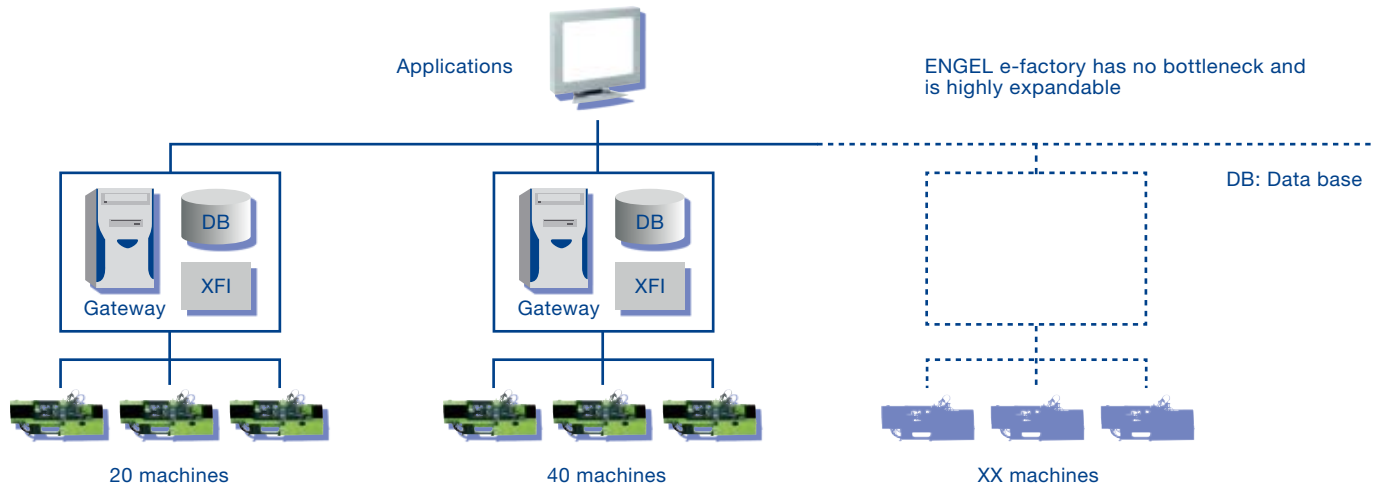 Applications
ENGEL e-factory has no bottleneck and
is highly expandable
DB: Data base
DB
XFI
Gateway
DB
XFI
Gateway
20 machines
40 machines
XX machines